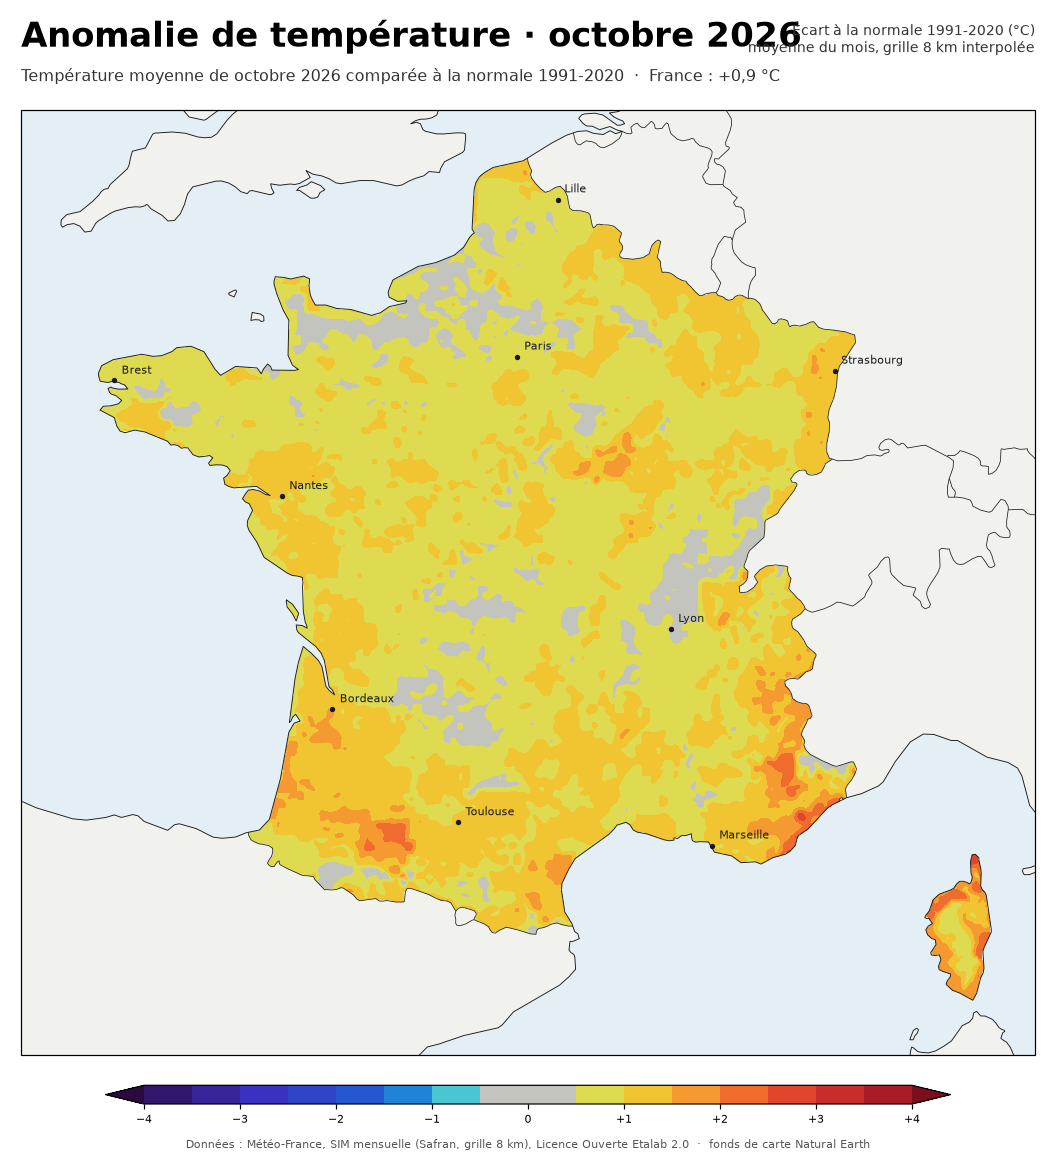 Anomalie de température · octobre 2026
Écart à la normale 1991-2020 (°C)
moyenne du mois, grille 8 km interpolée
Température moyenne de octobre 2026 comparée à la normale 1991-2020 · France : +0,9 °C
Lille
Paris
Strasbourg
Brest
Nantes
Lyon
Bordeaux
Toulouse
Marseille
−4 −3 −2 −1 0 +1 +2 +3 +4
Données : Météo-France, SIM mensuelle (Safran, grille 8 km), Licence Ouverte Etalab 2.0 · fonds de carte Natural Earth